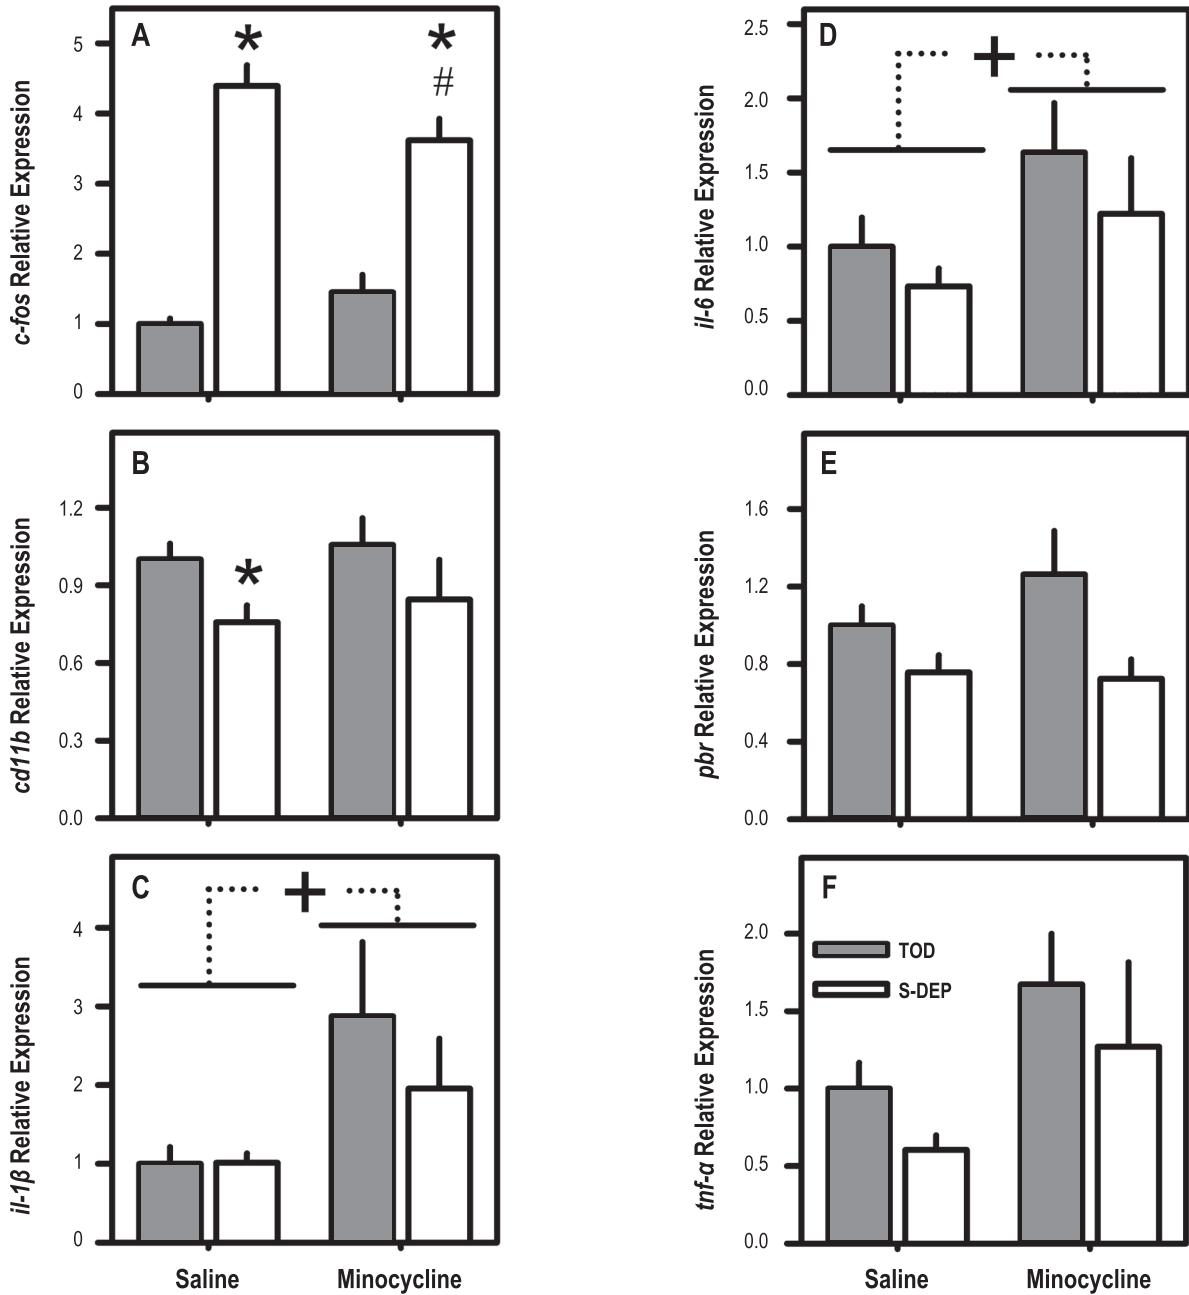 A
*
*
#
5
4
3
2
1
0
c-fos Relative Expression
B
*
1.2
0.9
0.6
0.3
0.0
cd11b Relative Expression
C
+
4
3
2
1
0
il-1β Relative Expression
Saline
Minocycline
D
+
2.5
2.0
1.5
1.0
0.5
0.0
il-6 Relative Expression
E
1.6
1.2
0.8
0.4
0.0
pbr Relative Expression
F
TOD
S-DEP
2.0
1.5
1.0
0.5
0.0
tnf-α Relative Expression
Saline
Minocycline